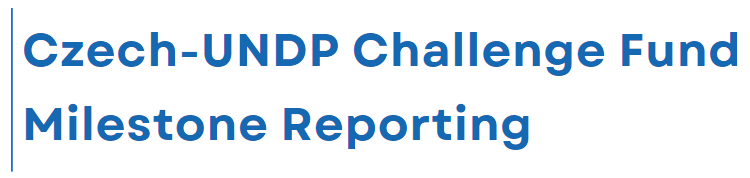 Czech-UNDP Challenge Fund
Milestone Reporting